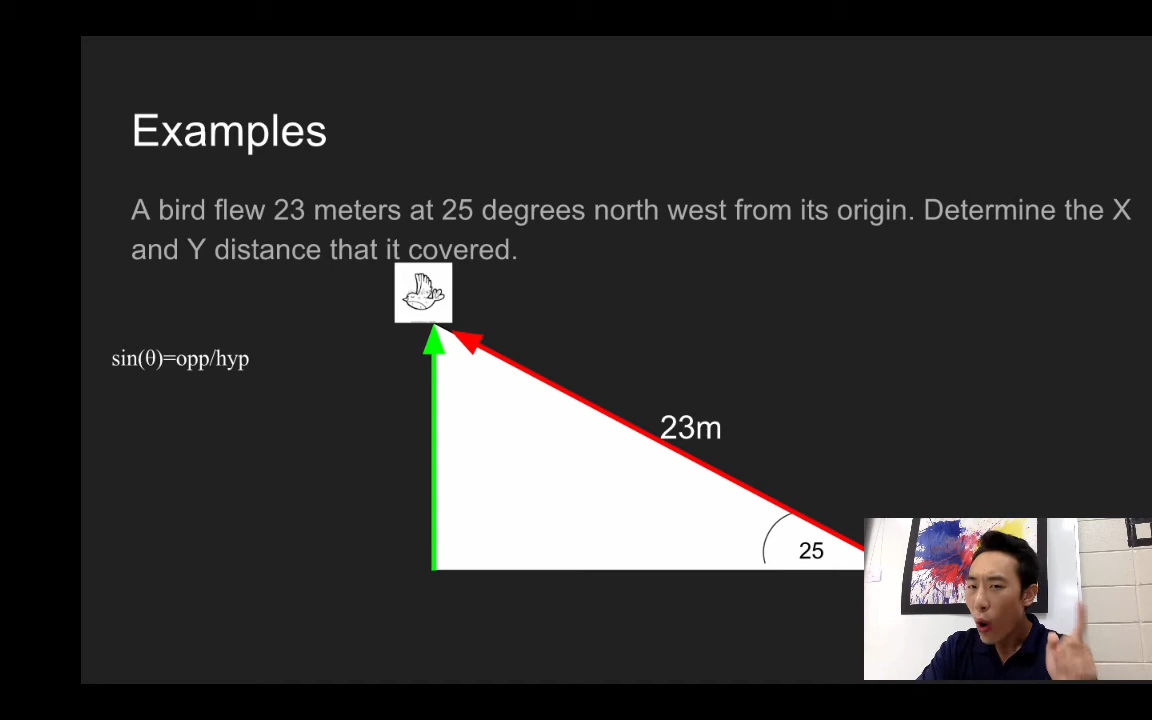 Examples
A bird flew 23 meters at 25 degrees north west from its origin. Determine the X
and Y distance that it covered.
sin(θ)=opp/hyp
23m
25